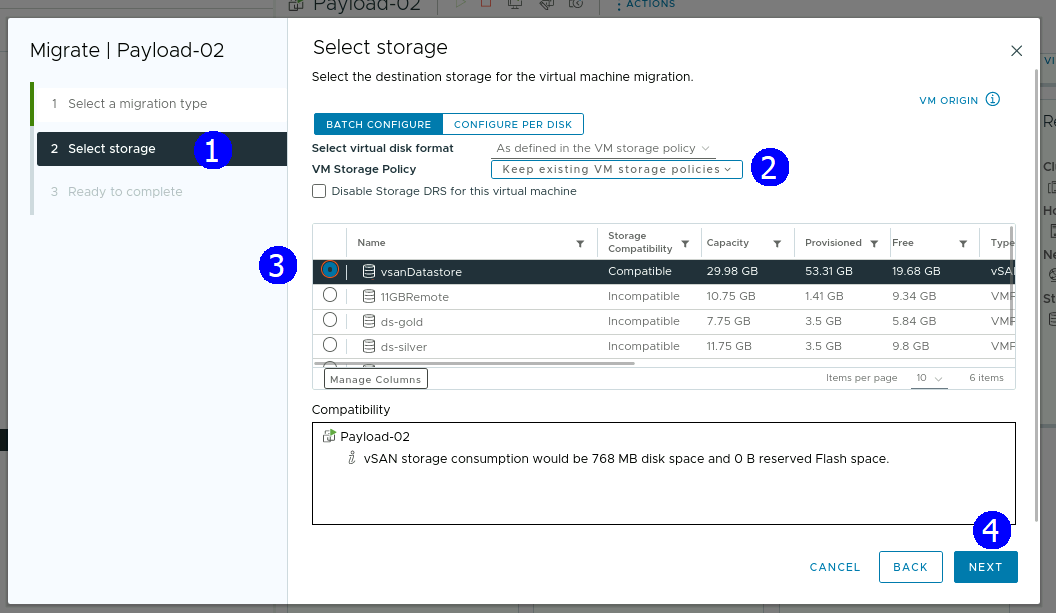 Payload-02
ACTIONS
Migrate | Payload-02
1 Select a migration type
2 Select storage
1
3 Ready to complete
Select storage
Select the destination storage for the virtual machine migration.
VM ORIGIN
BATCH CONFIGURE CONFIGURE PER DISK
Select virtual disk format As defined in the VM storage policy
VM Storage Policy Keep existing VM storage policies
2
Disable Storage DRS for this virtual machine
Name Storage Compatibility Capacity Provisioned Free Type
3
vsanDatastore Compatible 29.98 GB 53.31 GB 19.68 GB vSA
11GBRemote Incompatible 10.75 GB 1.41 GB 9.34 GB VMF
ds-gold Incompatible 7.75 GB 3.5 GB 5.84 GB VMF
ds-silver Incompatible 11.75 GB 3.5 GB 9.8 GB VMF
Manage Columns Items per page 10 6 items
Compatibility
Payload-02
vSAN storage consumption would be 768 MB disk space and 0 B reserved Flash space.
4
CANCEL BACK NEXT